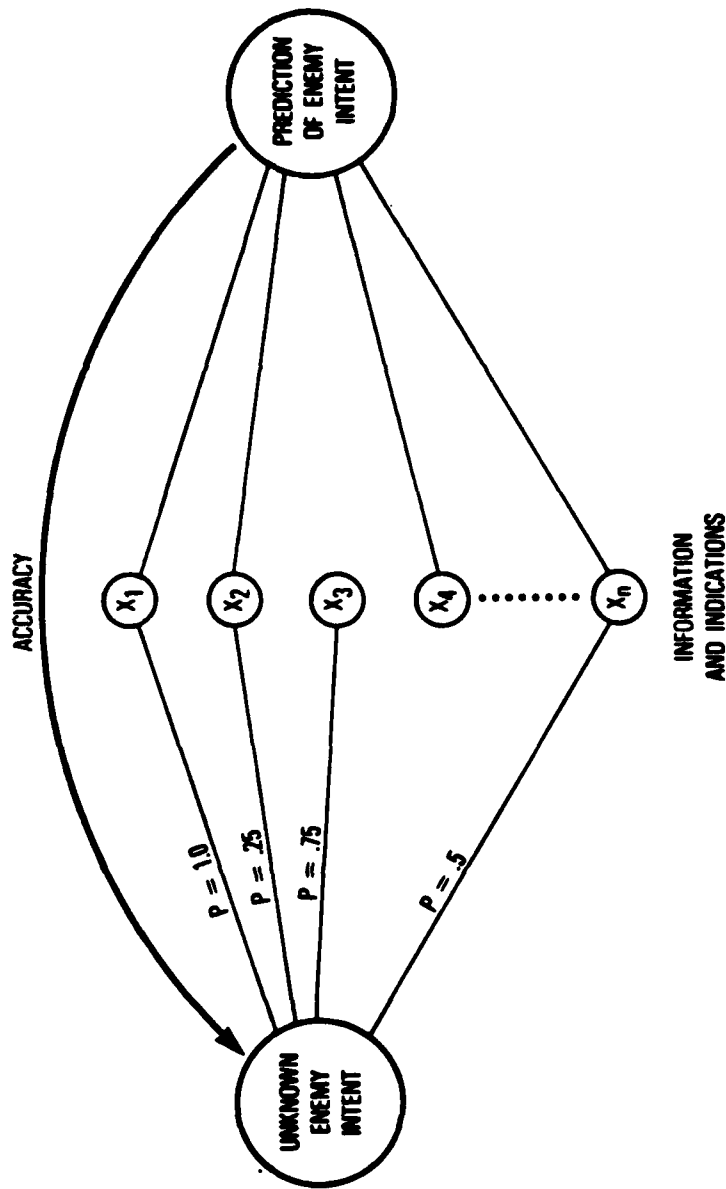 ACCURACY
UNKNOWN
ENEMY
INTENT
P = 1.0
P = .25
P = .75
P = .5
X1
X2
X3
X4
Xn
PREDICTION
OF ENEMY
INTENT
INFORMATION
AND INDICATIONS